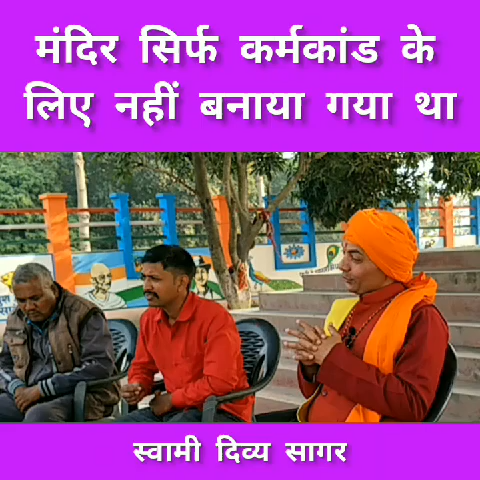 मंदिर सिर्फ कर्मकांड के
लिए नहीं बनाया गया था
स्वामी दिव्य सागर